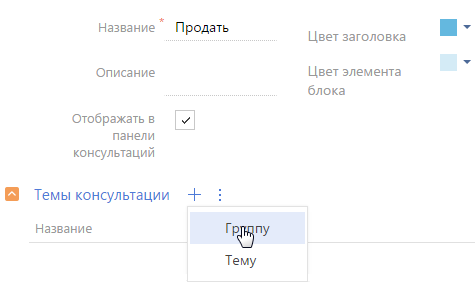 Название * Продать
Цвет заголовка
Описание
Цвет элемента
блока
Отображать в
панели
консультаций
Темы консультации
Название
Группу
Тему